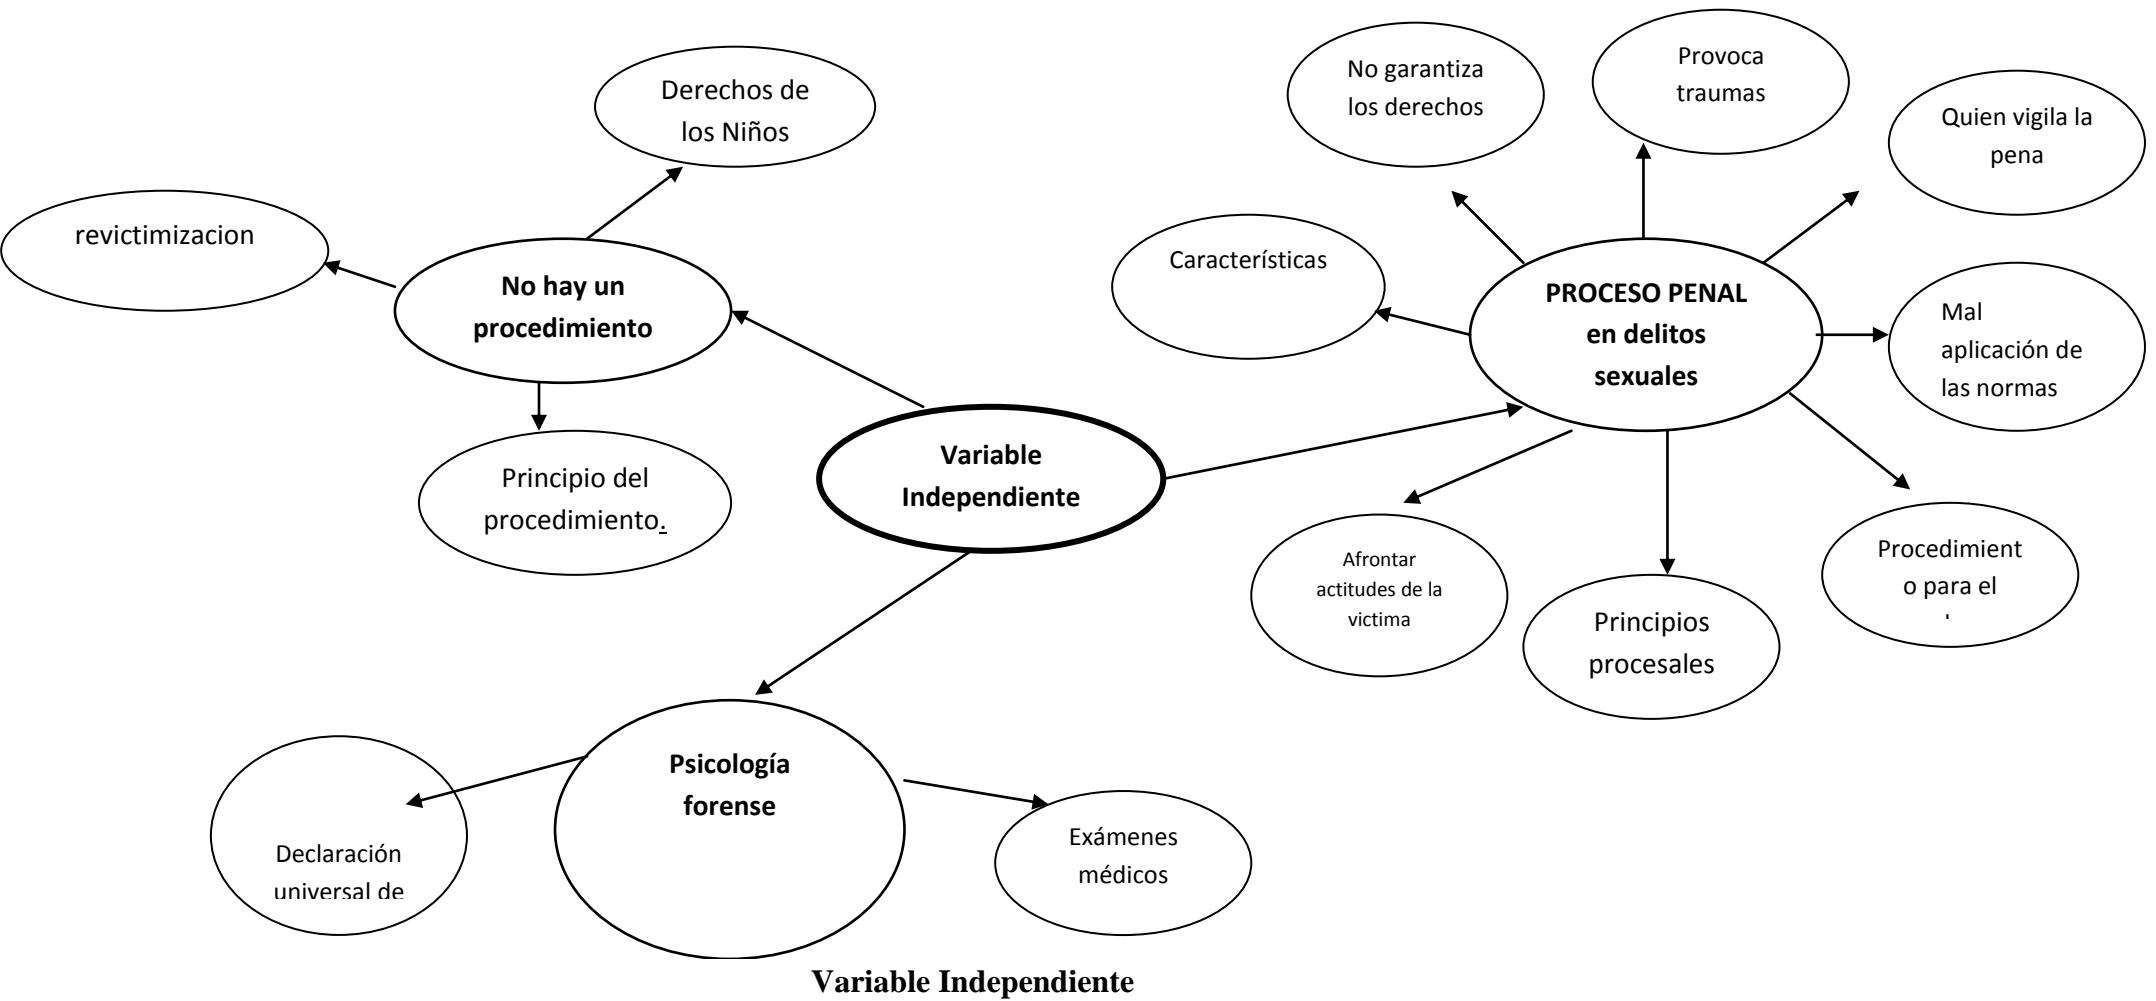 Derechos de
los Niños
revictimizacion
No hay un
procedimiento
Principio del
procedimiento.
Variable
Independiente
No garantiza
los derechos
Provoca
traumas
Quien vigila la
pena
Características
PROCESO PENAL
en delitos
sexuales
Mal
aplicación de
las normas
Afrontar
actitudes de la
victima
Principios
procesales
Procedimient
o para el
Psicología
forense
Declaración
universal de
Exámenes
médicos
Variable Independiente